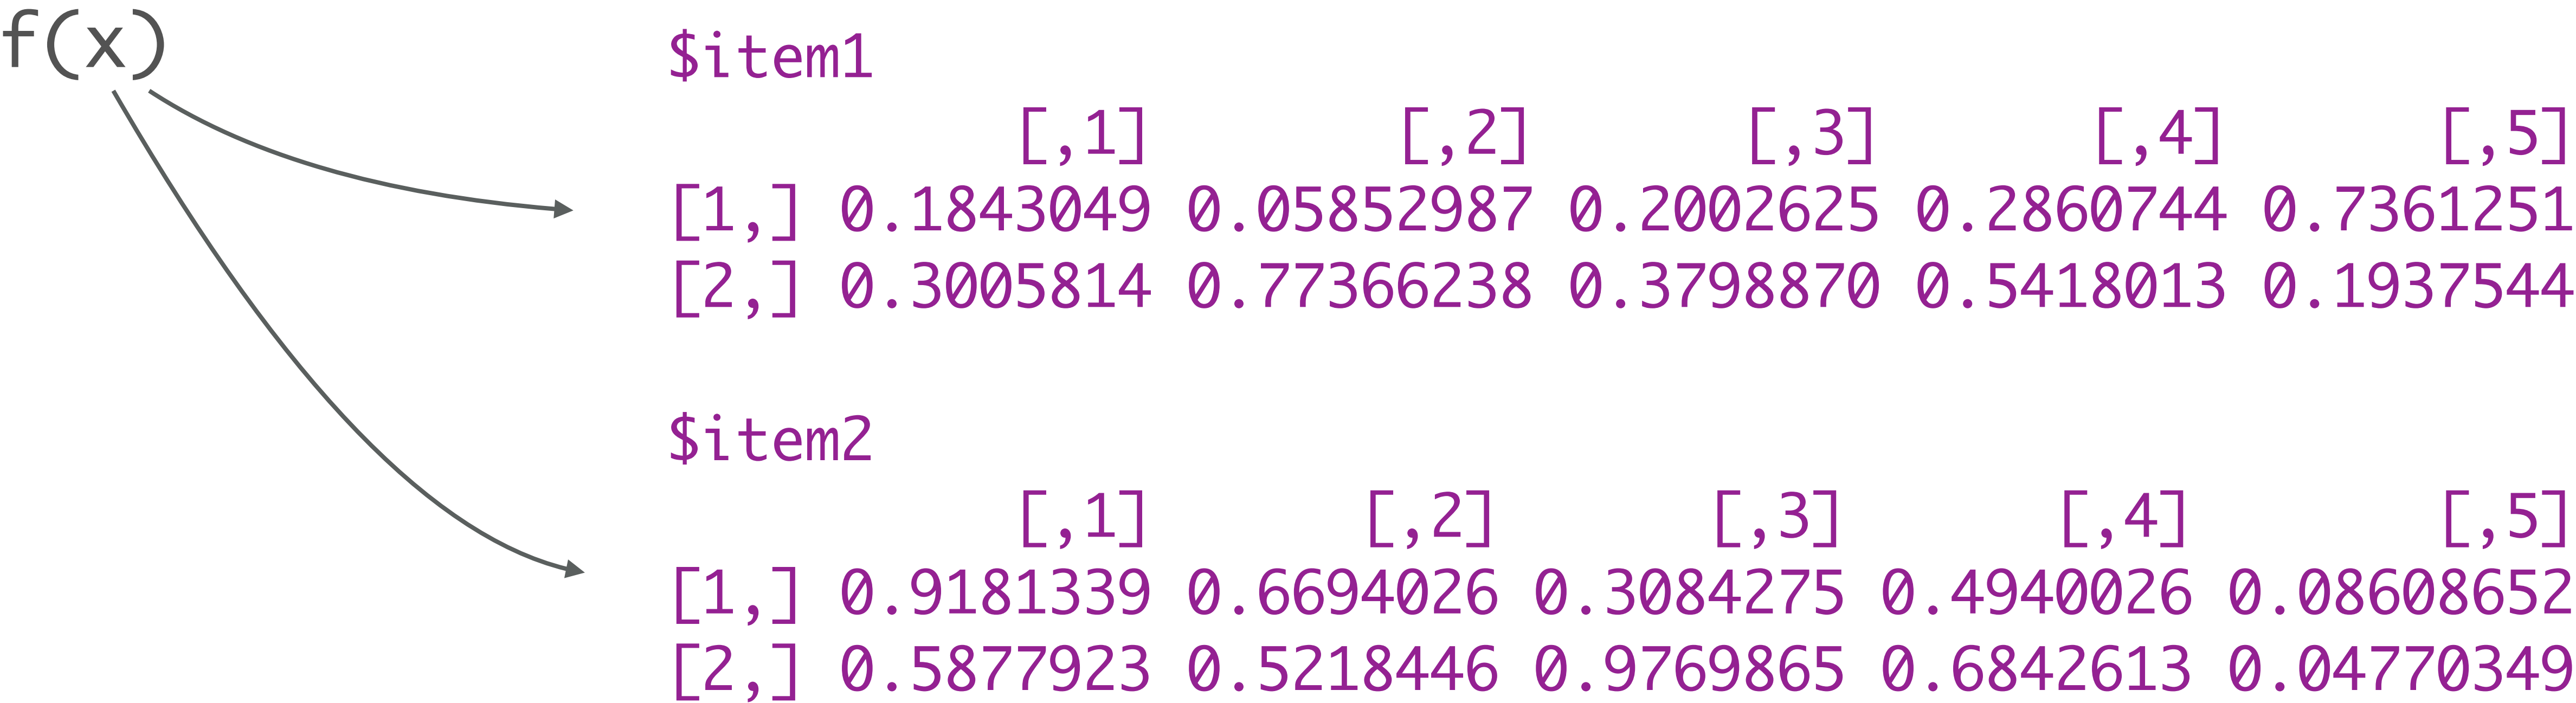 f(x)
$item1
[,1] [,2] [,3] [,4] [,5]
[1,] 0.1843049 0.05852987 0.2002625 0.2860744 0.7361251
[2,] 0.3005814 0.77366238 0.3798870 0.5418013 0.1937544
$item2
[,1] [,2] [,3] [,4] [,5]
[1,] 0.9181339 0.6694026 0.3084275 0.4940026 0.08608652
[2,] 0.5877923 0.5218446 0.9769865 0.6842613 0.04770349